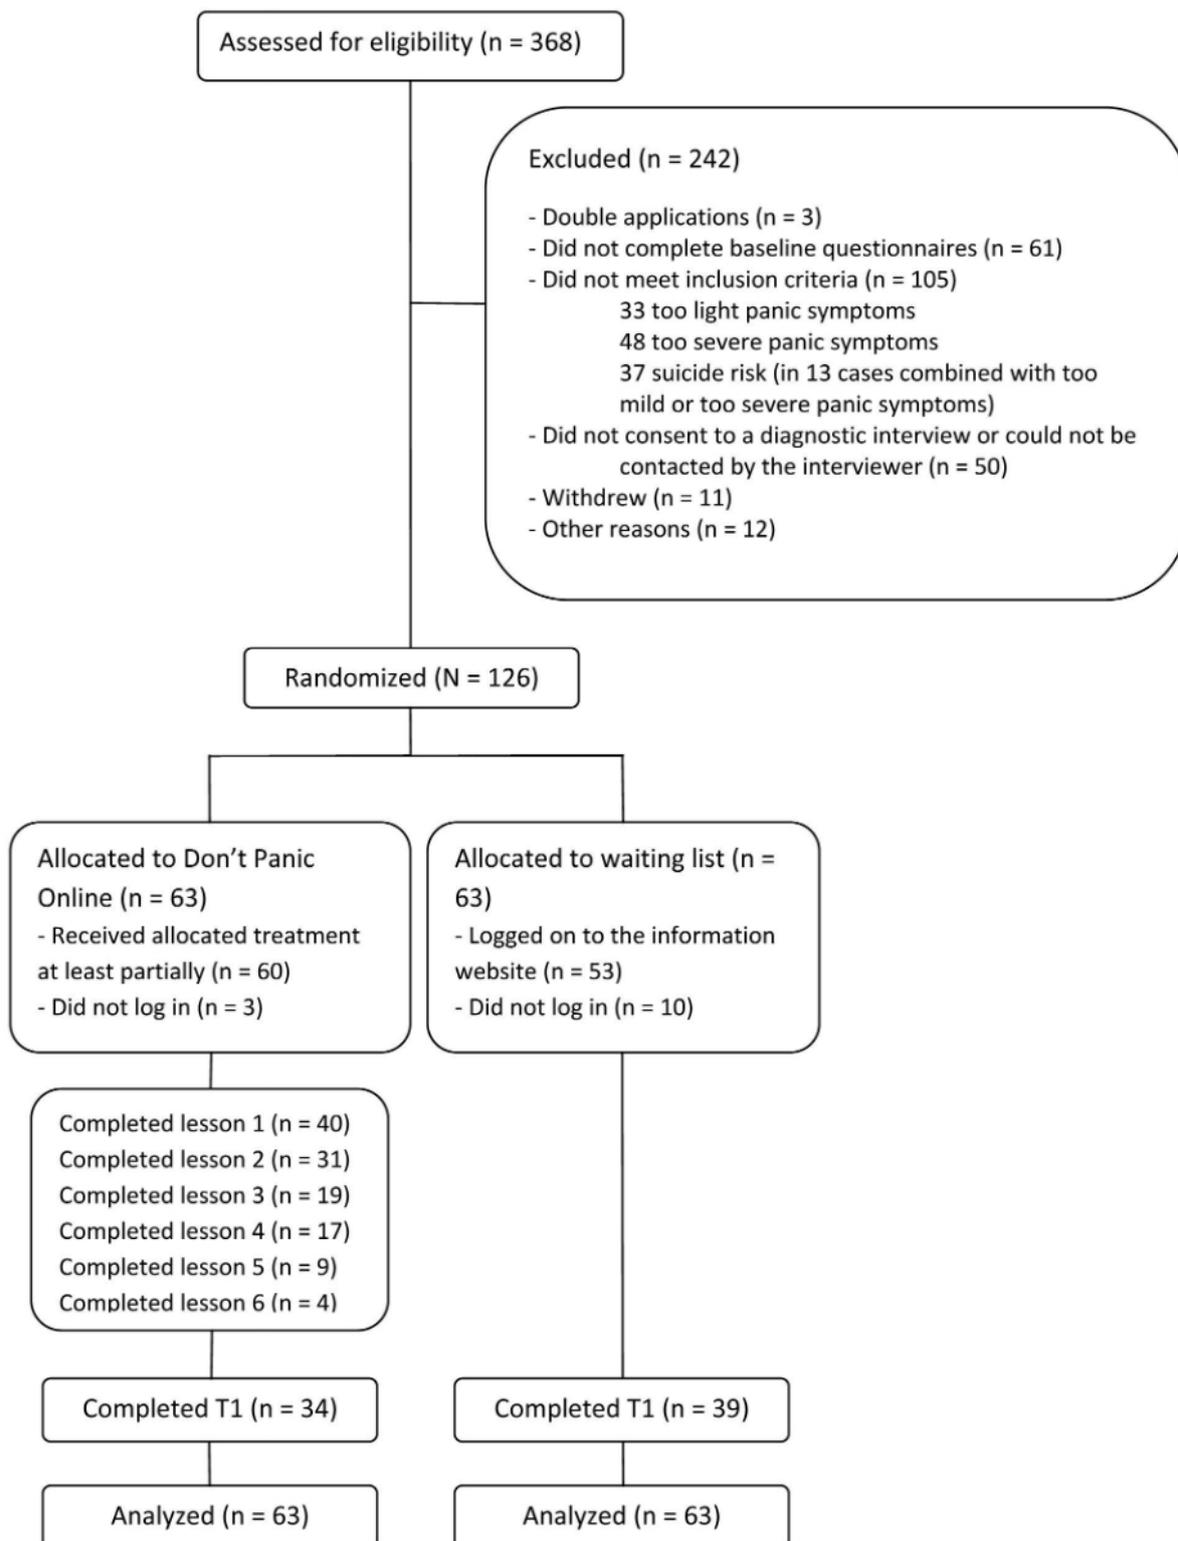 Assessed for eligibility (n = 368)
Excluded (n = 242)
- Double applications (n = 3)
- Did not complete baseline questionnaires (n = 61)
- Did not meet inclusion criteria (n = 105)
33 too light panic symptoms
48 too severe panic symptoms
37 suicide risk (in 13 cases combined with too
mild or too severe panic symptoms)
- Did not consent to a diagnostic interview or could not be
contacted by the interviewer (n = 50)
- Withdrew (n = 11)
- Other reasons (n = 12)
Randomized (N = 126)
Allocated to Don’t Panic
Online (n = 63)
- Received allocated treatment
at least partially (n = 60)
- Did not log in (n = 3)
Allocated to waiting list (n =
63)
- Logged on to the information
website (n = 53)
- Did not log in (n = 10)
Completed lesson 1 (n = 40)
Completed lesson 2 (n = 31)
Completed lesson 3 (n = 19)
Completed lesson 4 (n = 17)
Completed lesson 5 (n = 9)
Completed lesson 6 (n = 4)
Completed T1 (n = 34)
Completed T1 (n = 39)
Analyzed (n = 63)
Analyzed (n = 63)